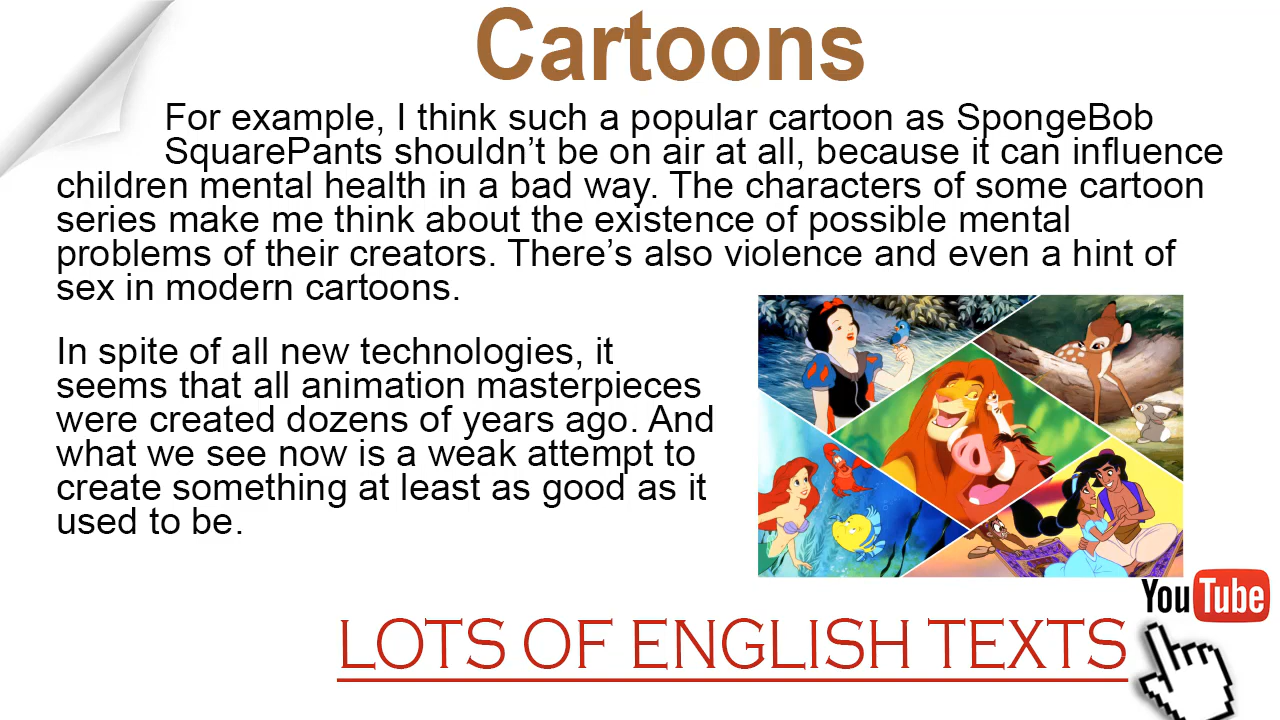 Cartoons
For example, I think such a popular cartoon as SpongeBob
SquarePants shouldn’t be on air at all, because it can influence
children mental health in a bad way. The characters of some cartoon
series make me think about the existence of possible mental
problems of their creators. There’s also violence and even a hint of
sex in modern cartoons.
In spite of all new technologies, it
seems that all animation masterpieces
were created dozens of years ago. And
what we see now is a weak attempt to
create something at least as good as it
used to be.
YouTube
LOTS OF ENGLISH TEXTS